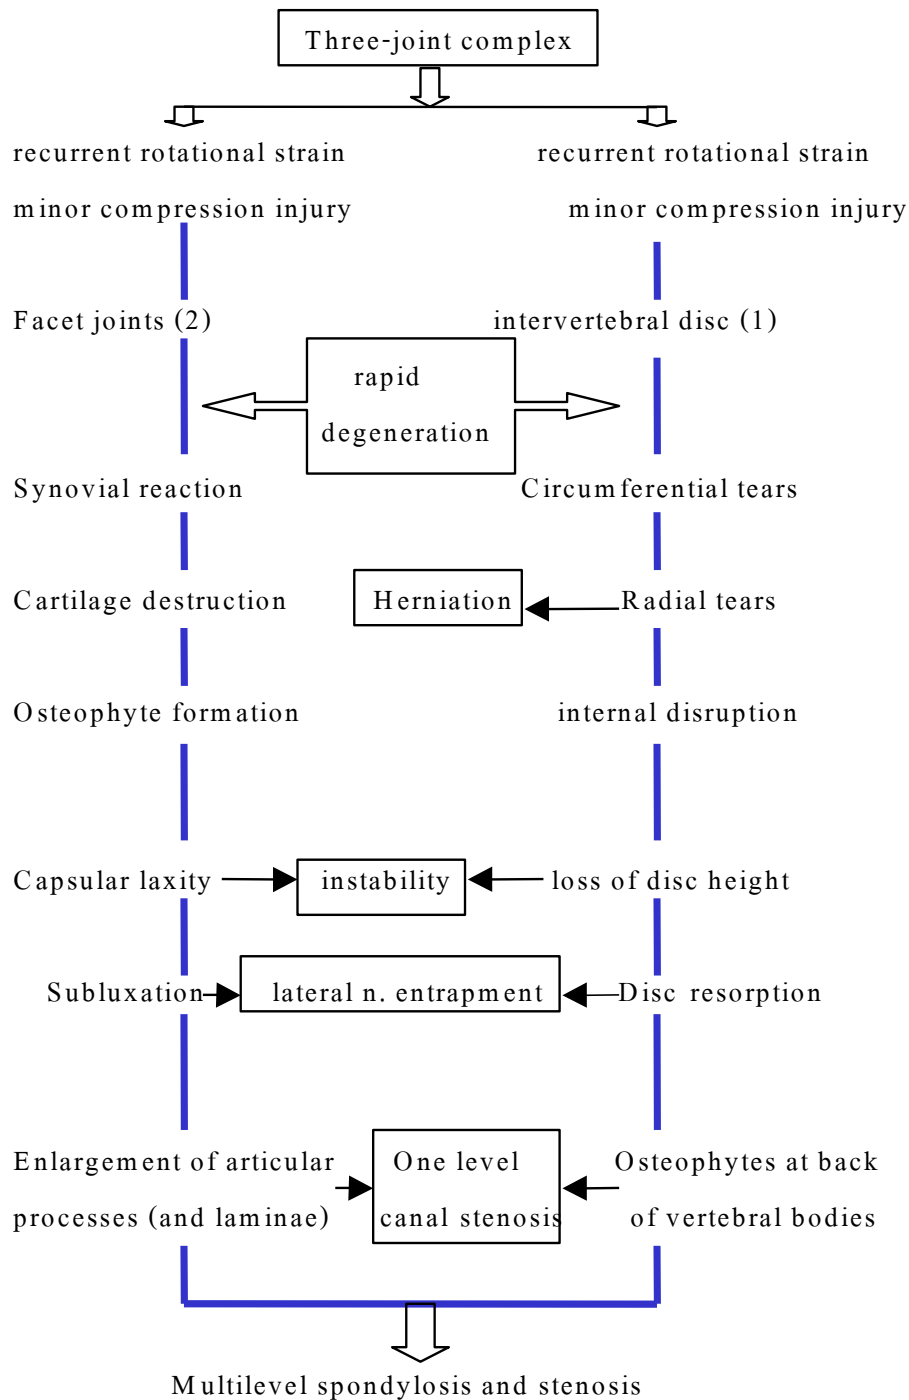 Three-joint complex
recurrent rotational strain
recurrent rotational strain
minor compression injury
minor compression injury
Facet joints (2)
intervertebral disc (1)
rapid
degeneration
Synovial reaction
Circumferential tears
Cartilage destruction
Herniation
Radial tears
Osteophyte formation
internal disruption
Capsular laxity
instability
loss of disc height
Subluxation
lateral n. entrapment
Disc resorption
Enlargement of articular
processes (and laminae)
One level
canal stenosis
Osteophytes at back
of vertebral bodies
Multilevel spondylosis and stenosis